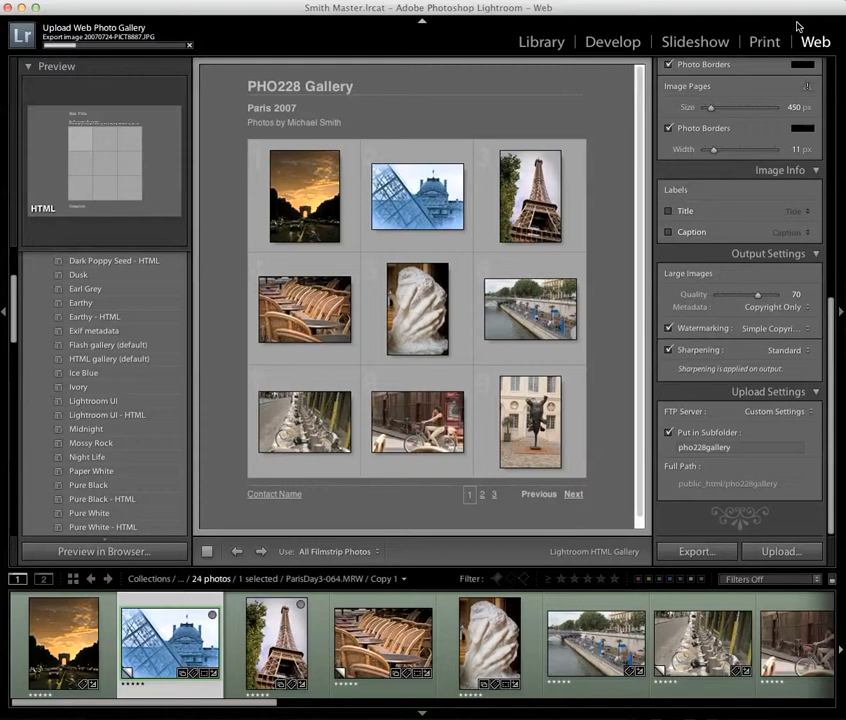 Smith Master.lrcat - Adobe Photoshop Lightroom - Web
Lr
Upload Web Photo Gallery
Export image 20070724-PICT8887.JPG
Library
Develop
Slideshow
Print
Web
Preview
HTML
Dark Poppy Seed - HTML
Dusk
Earl Grey
Earthy
Earthy - HTML
Exif metadata
Flash gallery (default)
HTML gallery (default)
Ice Blue
Ivory
Lightroom UI
Lightroom UI - HTML
Midnight
Mossy Rock
Night Life
Paper White
Pure Black
Pure Black - HTML
Pure White
Pure White - HTML
Preview in Browser...
PHO228 Gallery
Paris 2007
Photos by Michael Smith
Contact Name
1 2 3 Previous Next
Use: All Filmstrip Photos
Lightroom HTML Gallery
Photo Borders
Image Pages
Size 450 px
Photo Borders
Width 11 px
Image Info
Labels
Title Title
Caption Caption
Output Settings
Large Images
Quality 70
Metadata: Copyright Only
Watermarking: Simple Copyri...
Sharpening: Standard
Sharpening is applied on output.
Upload Settings
FTP Server: Custom Settings
Put in Subfolder:
pho228gallery
Full Path:
public_html/pho228gallery
Export...
Upload...
1 2 Collections / ... / 24 photos / 1 selected / ParisDay3-064.MRW / Copy 1
Filter:
Filters Off